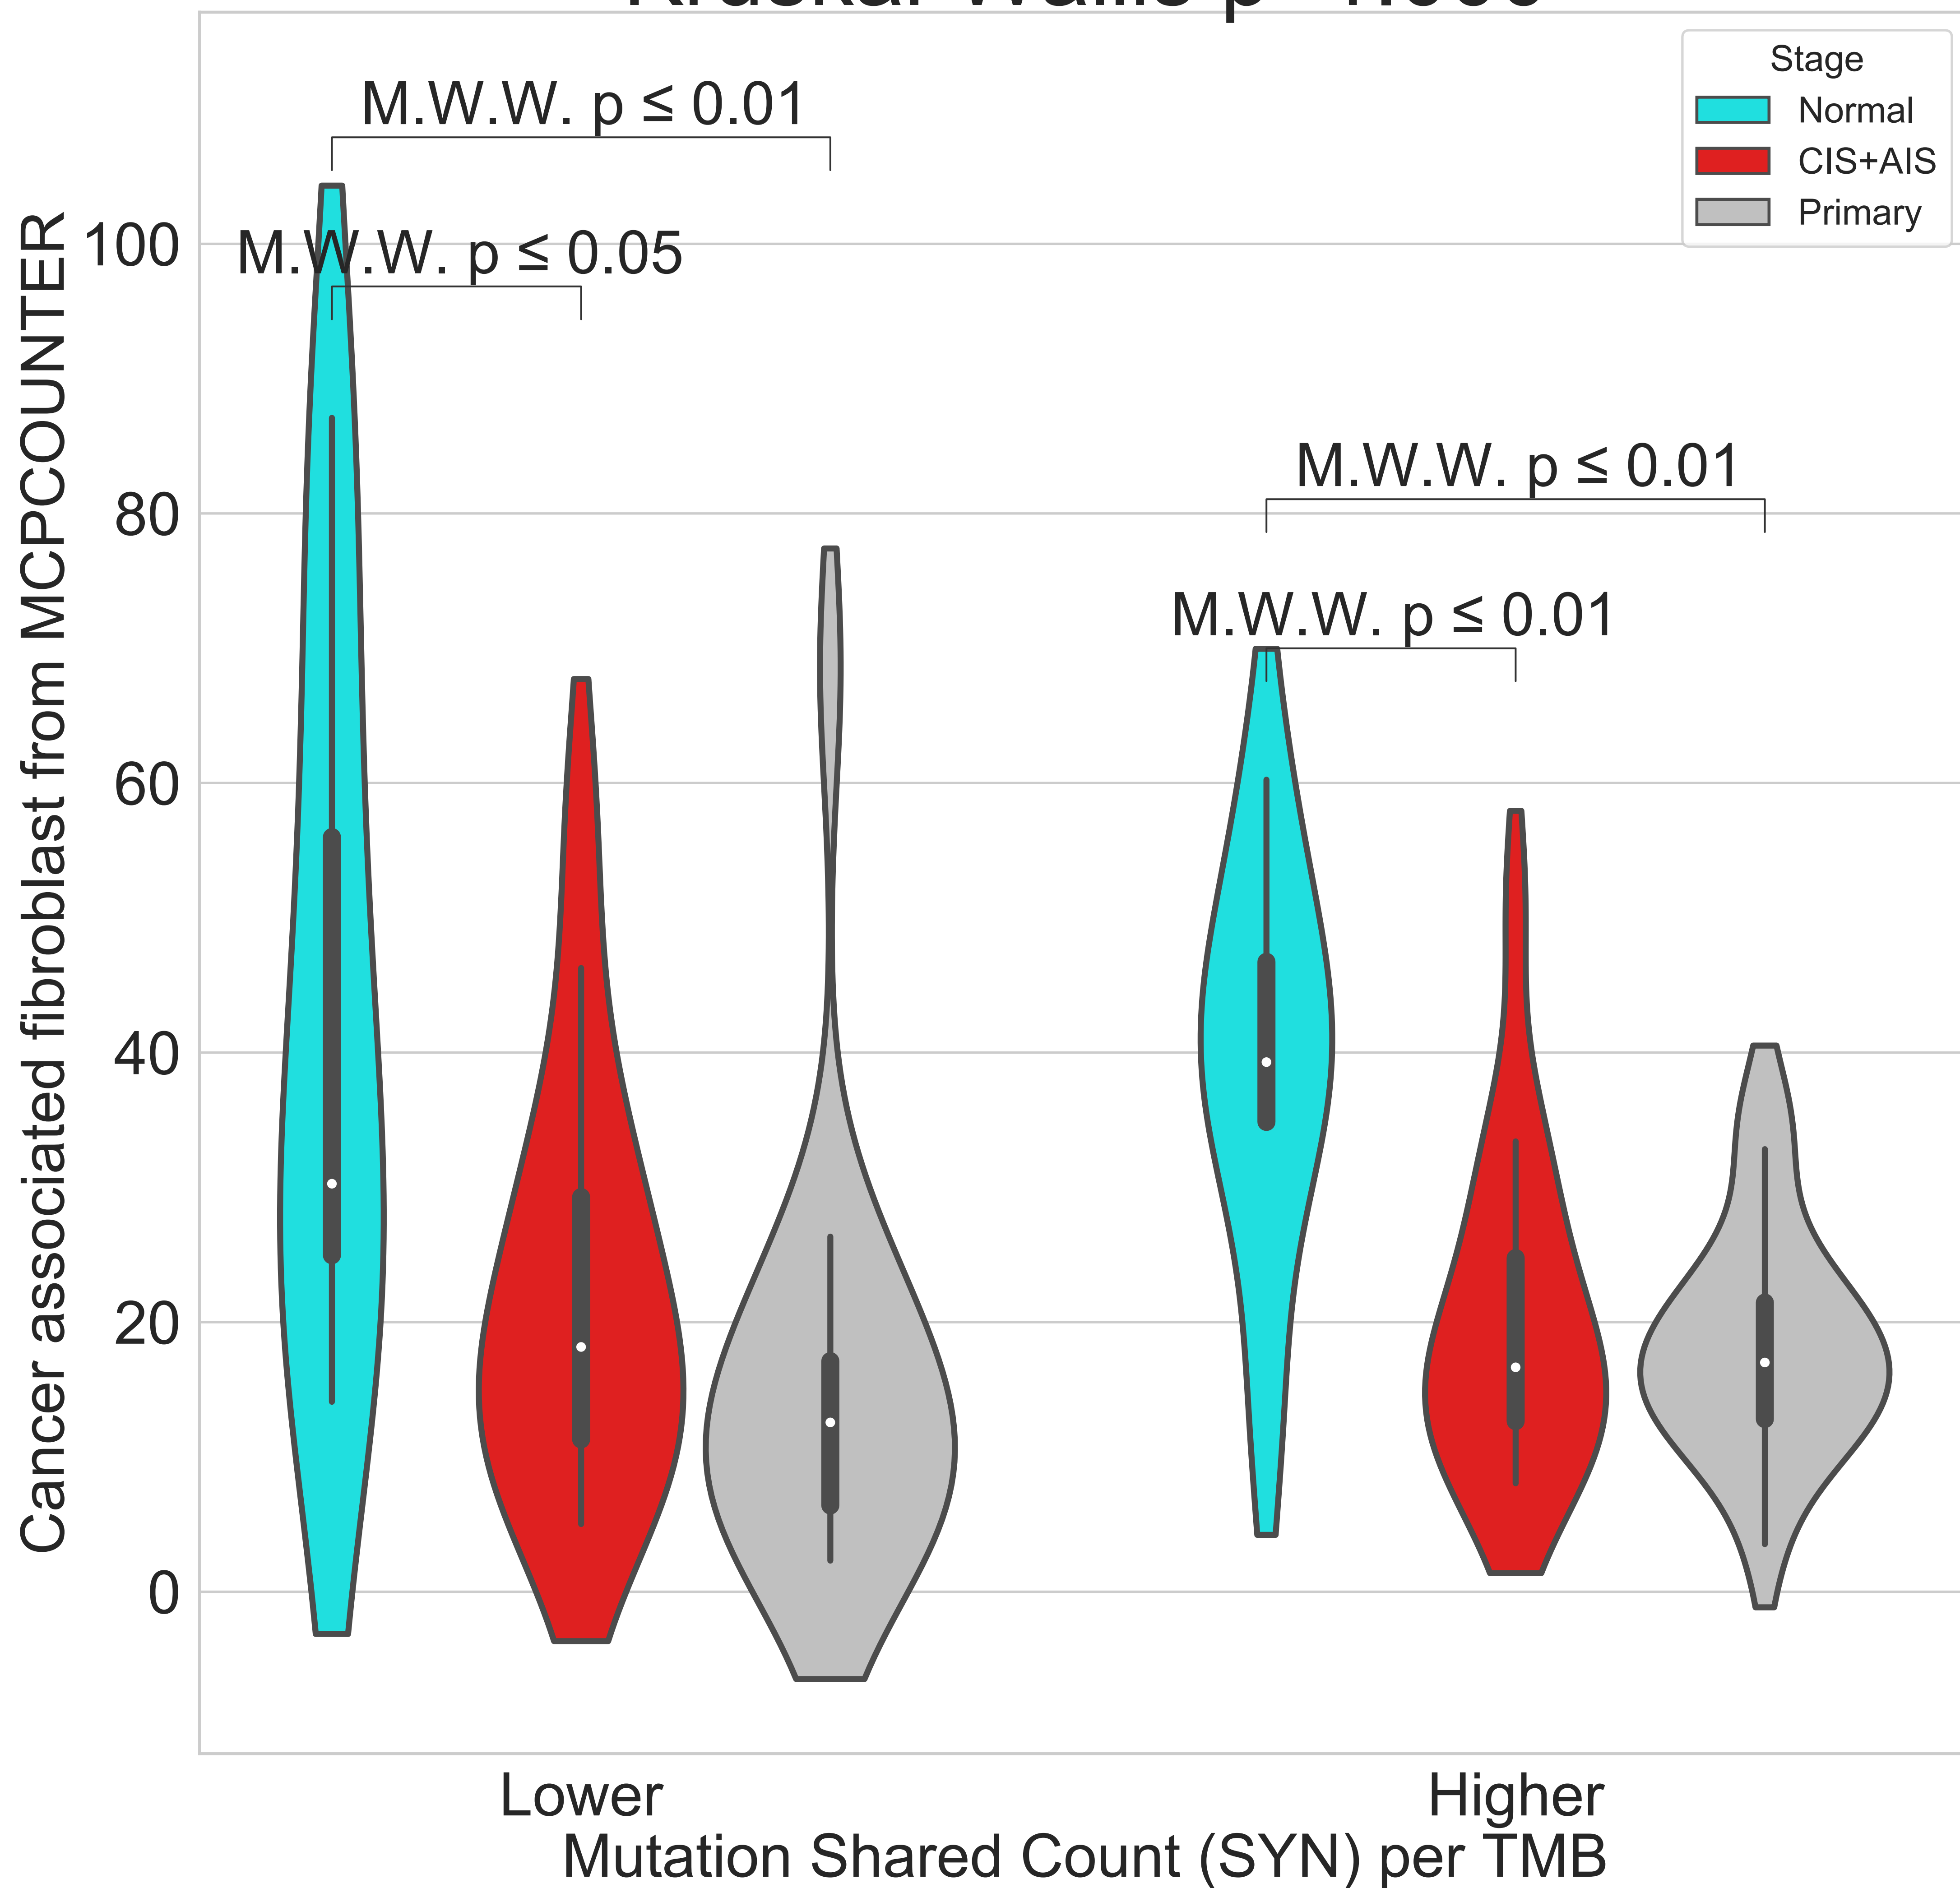 Stage
Normal
CIS+AIS
Primary
M.W.W. p ≤ 0.01
M.W.W. p ≤ 0.05
M.W.W. p ≤ 0.01
M.W.W. p ≤ 0.01
Cancer associated fibroblast from MCPCOUNTER
100
80
60
40
20
0
Lower
Higher
Mutation Shared Count (SYN) per TMB